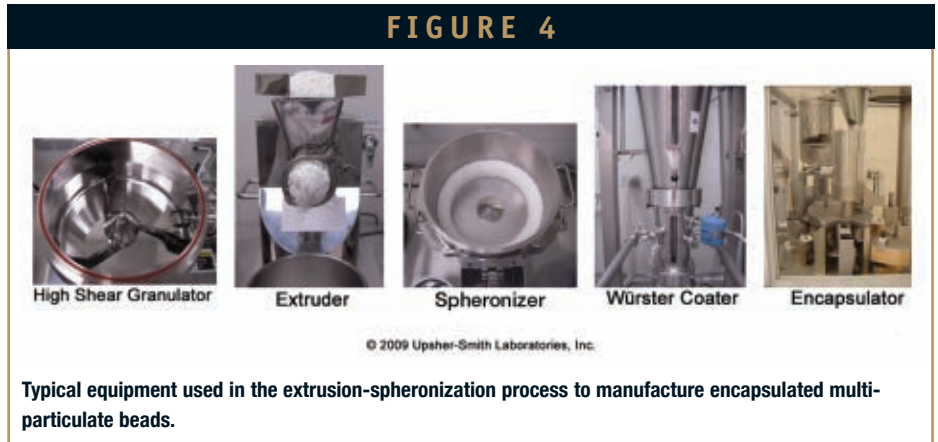 FIGURE 4
High Shear Granulator
Extruder
Spheronizer
Würster Coater
Encapsulator
© 2009 Upsher-Smith Laboratories, Inc.
Typical equipment used in the extrusion-spheronization process to manufacture encapsulated multi-
particulate beads.